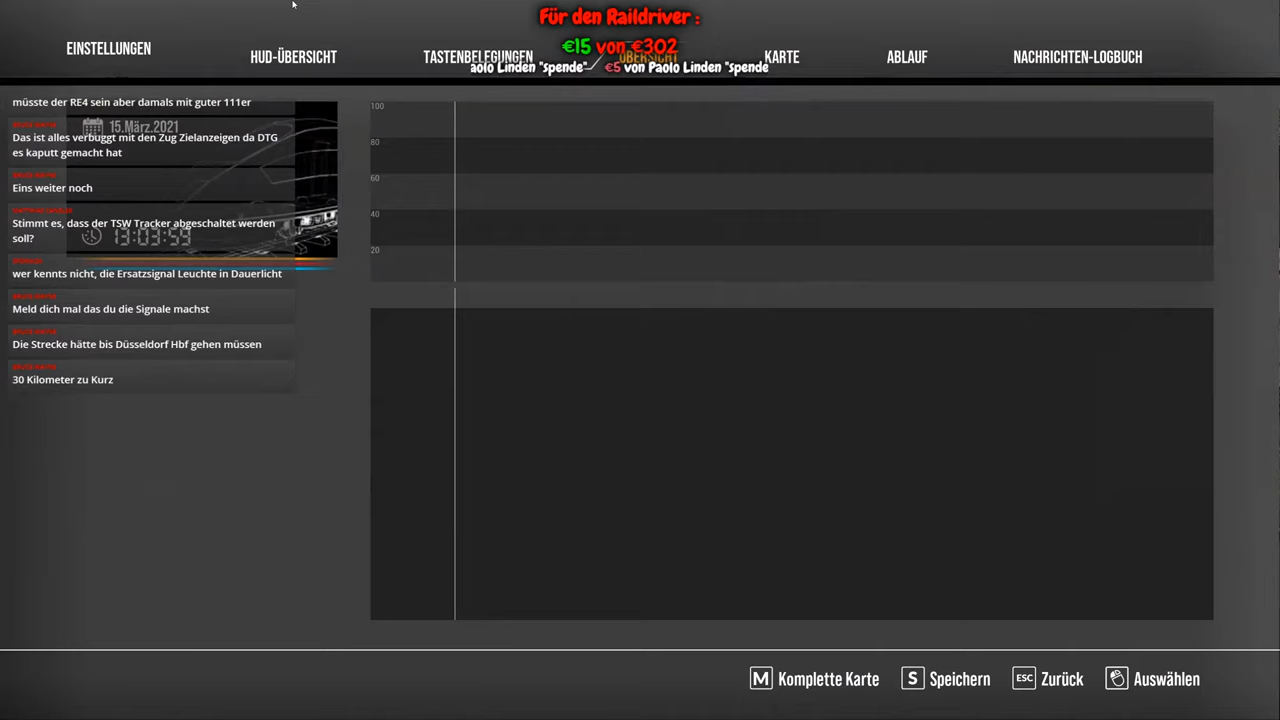 Für den Raildriver :
€15 von €302
aolo Linden "spende" €5 von Paolo Linden "spende
EINSTELLUNGEN
HUD-ÜBERSICHT
TASTENBELEGUNGEN
ÜBERSICHT
KARTE
ABLAUF
NACHRICHTEN-LOGBUCH
müsste der RE4 sein aber damals mit guter 111er
15.März.2021
Das ist alles verbuggt mit den Zug Zielanzeigen da DTG
es kaputt gemacht hat
Eins weiter noch
Stimmt es, dass der TSW Tracker abgeschaltet werden
soll?
13:03:59
wer kennts nicht, die Ersatzsignal Leuchte in Dauerlicht
Meld dich mal das du die Signale machst
Die Strecke hätte bis Düsseldorf Hbf gehen müssen
30 Kilometer zu Kurz
100
80
60
40
20
M Komplette Karte
S Speichern
ESC Zurück
Auswählen